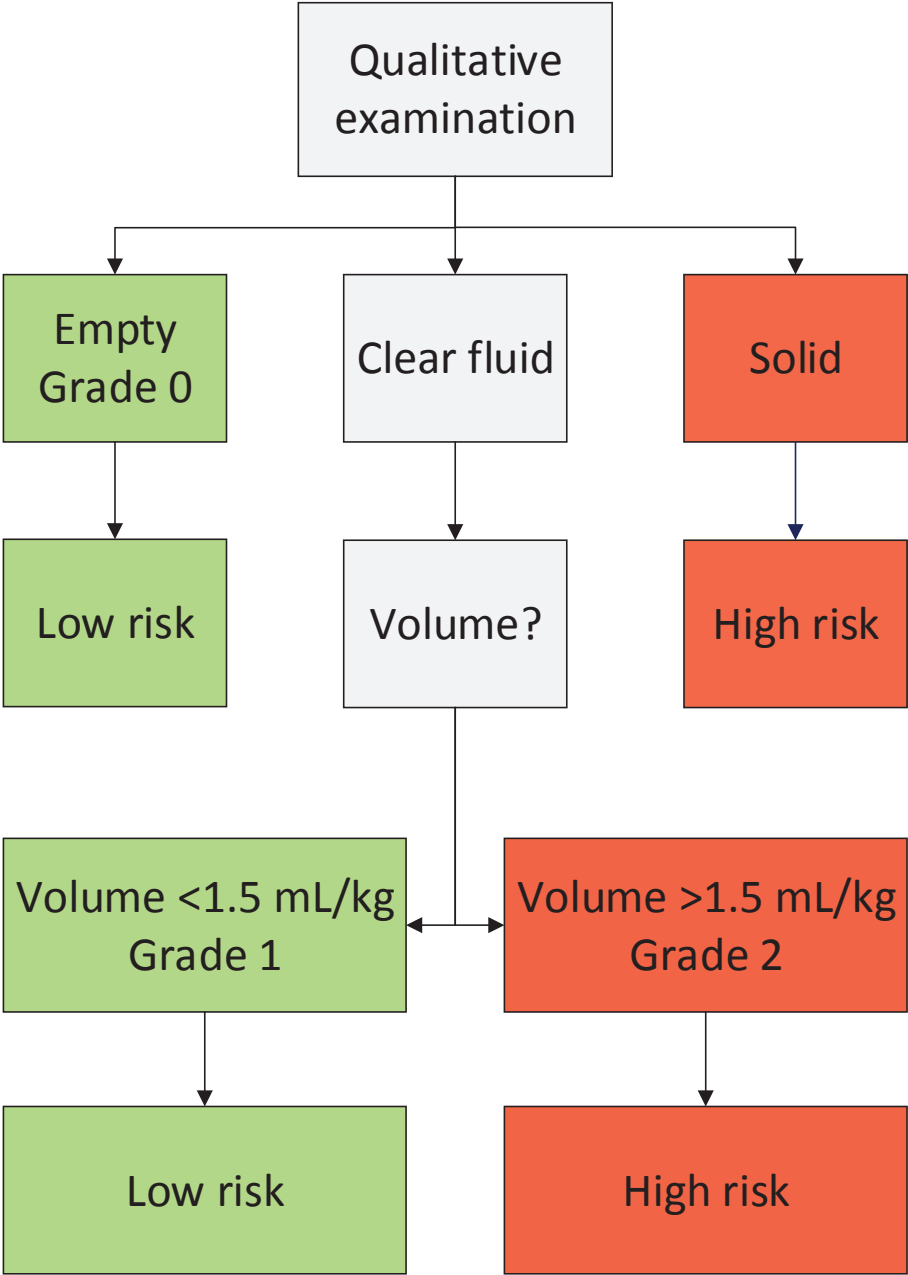 Qualitative
examination
Empty
Grade 0
Clear fluid
Solid
Low risk
Volume?
High risk
Volume <1.5 mL/kg
Grade 1
Volume >1.5 mL/kg
Grade 2
Low risk
High risk